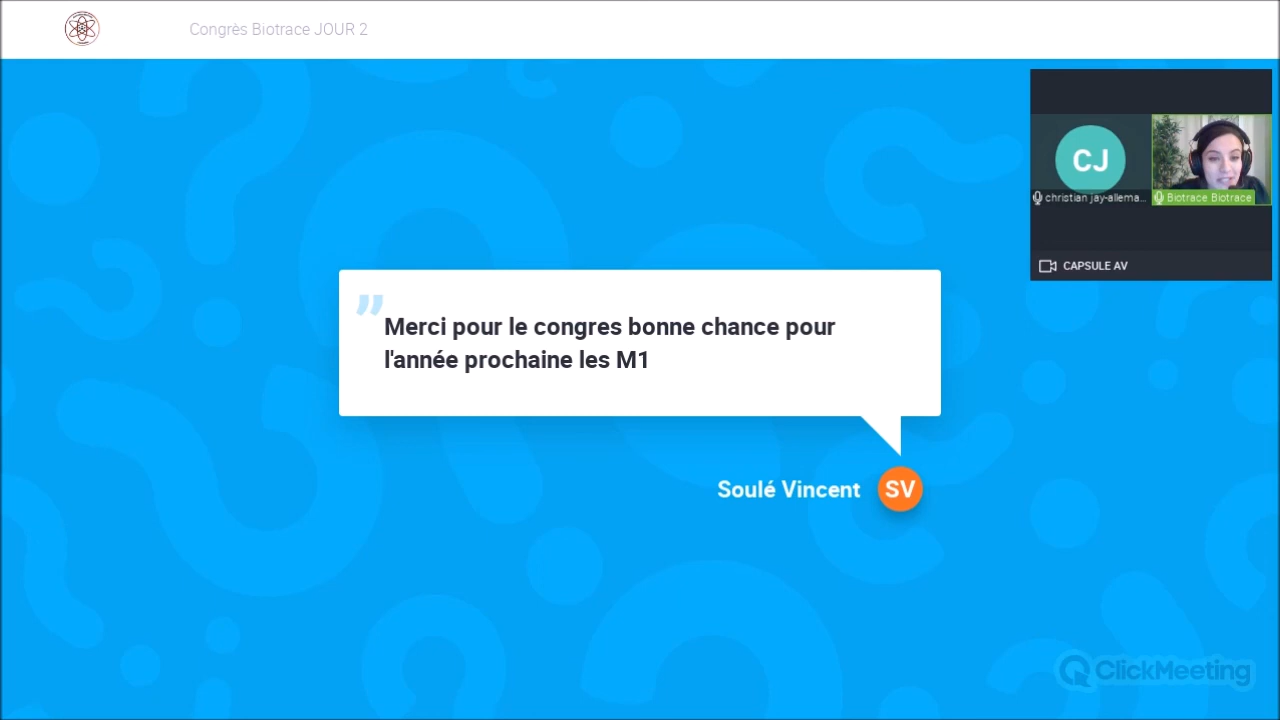 Congrès Biotrace JOUR 2
CJ
christian jay-allema...
Biotrace Biotrace
CAPSULE AV
"
Merci pour le congres bonne chance pour
l'année prochaine les M1
Soulé Vincent
SV
ClickMeeting